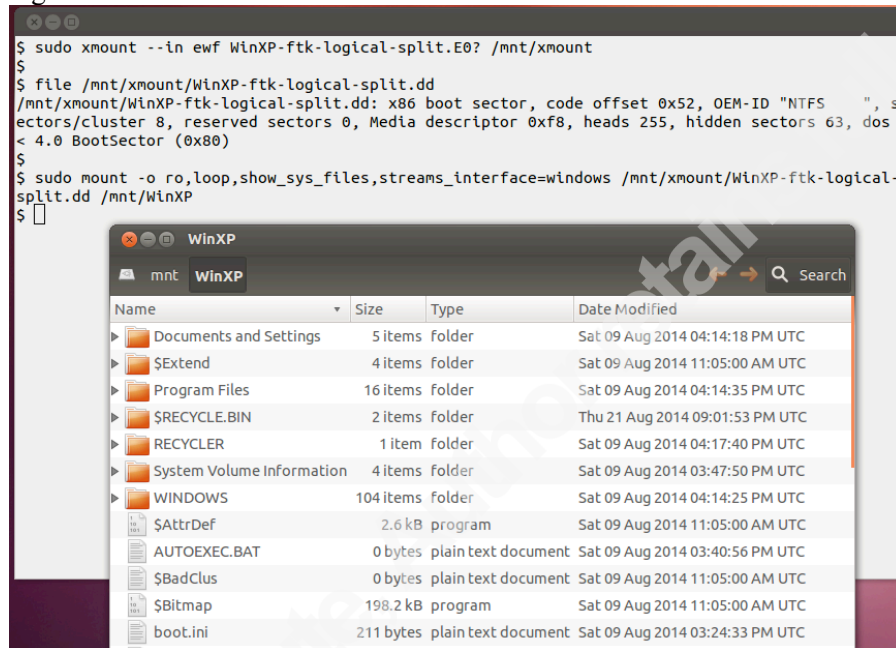 $ sudo xmount --in ewf WinXP-ftk-logical-split.E0? /mnt/xmount
$
$ file /mnt/xmount/WinXP-ftk-logical-split.dd
/mnt/xmount/WinXP-ftk-logical-split.dd: x86 boot sector, code offset 0x52, OEM-ID "NTFS    ", s
ectors/cluster 8, reserved sectors 0, Media descriptor 0xf8, heads 255, hidden sectors 63, dos
< 4.0 BootSector (0x80)
$
$ sudo mount -o ro,loop,show_sys_files,streams_interface=windows /mnt/xmount/WinXP-ftk-logical-
split.dd /mnt/WinXP
$
WinXP
mnt WinXP Search
Name Size Type Date Modified
Documents and Settings 5 items folder Sat 09 Aug 2014 04:14:18 PM UTC
$Extend 4 items folder Sat 09 Aug 2014 11:05:00 AM UTC
Program Files 16 items folder Sat 09 Aug 2014 04:14:35 PM UTC
$RECYCLE.BIN 2 items folder Thu 21 Aug 2014 09:01:53 PM UTC
RECYCLER 1 item folder Sat 09 Aug 2014 04:17:40 PM UTC
System Volume Information 4 items folder Sat 09 Aug 2014 03:47:50 PM UTC
WINDOWS 104 items folder Sat 09 Aug 2014 04:14:25 PM UTC
$AttrDef 2.6 kB program Sat 09 Aug 2014 11:05:00 AM UTC
AUTOEXEC.BAT 0 bytes plain text document Sat 09 Aug 2014 03:40:56 PM UTC
$BadClus 0 bytes plain text document Sat 09 Aug 2014 11:05:00 AM UTC
$Bitmap 198.2 kB program Sat 09 Aug 2014 11:05:00 AM UTC
boot.ini 211 bytes plain text document Sat 09 Aug 2014 03:24:33 PM UTC